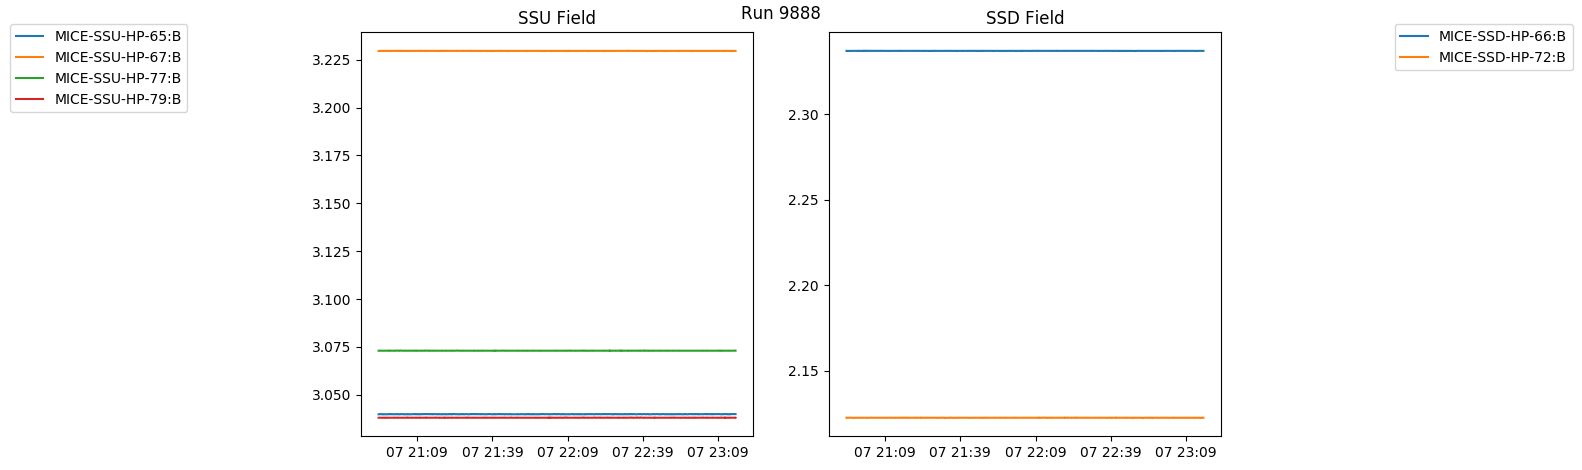 Run 9888
MICE-SSU-HP-65:B
MICE-SSU-HP-67:B
MICE-SSU-HP-77:B
MICE-SSU-HP-79:B
SSU Field
3.225
3.200
3.175
3.150
3.125
3.100
3.075
3.050
07 21:09 07 21:39 07 22:09 07 22:39 07 23:09
SSD Field
2.30
2.25
2.20
2.15
07 21:09 07 21:39 07 22:09 07 22:39 07 23:09
MICE-SSD-HP-66:B
MICE-SSD-HP-72:B